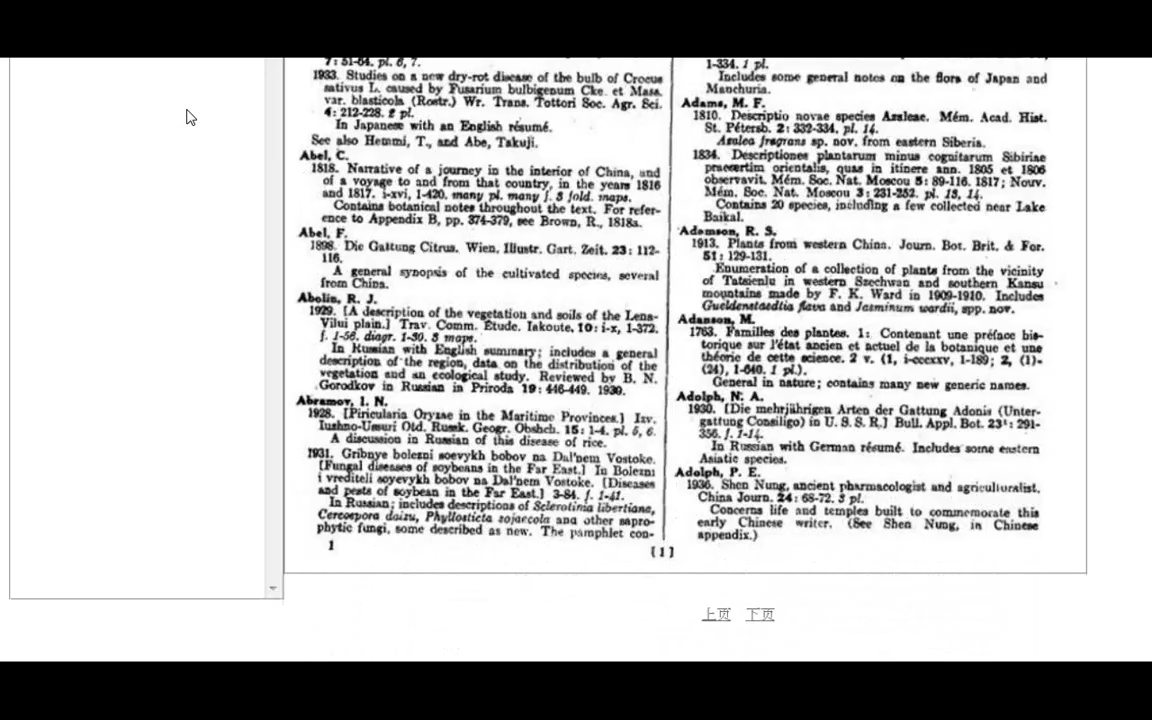 7: 51-64. pl. 6, 7.
1933. Studies on a new dry-rot disease of the bulb of Crocus
sativus L. caused by Fusarium bulbigenum Cke. et Mass.
var. blasticola (Rostr.) Wr. Trans. Tottori Soc. Agr. Sci.
4: 212-228. 2 pl.
In Japanese with an English résumé.
See also Hemmi, T., and Abe, Takuji.
Abel, C.
1818. Narrative of a journey in the interior of China, and
of a voyage to and from that country, in the years 1816
and 1817. i-xvi, 1-420. many pl. many f. 3 fold. maps.
Contains botanical notes throughout the text. For refer-
ence to Appendix B, pp. 374-379, see Brown, R., 1818a.
Abel, F.
1898. Die Gattung Citrus. Wien. Illustr. Gart. Zeit. 23: 112-
116.
A general synopsis of the cultivated species, several
from China.
Abolin, R. J.
1929. [A description of the vegetation and soils of the Lena-
Vilui plain.] Trav. Comm. Étude. Iakoute. 10: i-x, 1-372.
f. 1-56. diagr. 1-30. 3 maps.
In Russian with English summary; includes a general
description of the region, data on the distribution of the
vegetation and an ecological study. Reviewed by B. N.
Gorodkov in Russian in Priroda 19: 446-449. 1930.
Abramov, I. N.
1928. [Piricularia Oryzae in the Maritime Provinces.] Izv.
Iuzhno-Ussuri Otd. Russk. Geogr. Obshch. 15: 1-4. pl. 5, 6.
A discussion in Russian of this disease of rice.
1931. Gribnye bolezni soevykh bobov na Dal'nem Vostoke.
[Fungal diseases of soybeans in the Far East.] In Bolezni
i vrediteli soyevykh bobov na Dal'nem Vostoke. [Diseases
and pests of soybean in the Far East.] 3-84. f. 1-41.
In Russian; includes descriptions of Sclerotinia libertiana,
Cercospora daizu, Phyllosticta sojaecola and other sapro-
phytic fungi, some described as new. The pamphlet con-
1
1-334. 1 pl.
Includes some general notes on the flora of Japan and
Manchuria.
Adams, M. F.
1810. Descriptio novae species Azaleae. Mém. Acad. Hist.
St. Pétersb. 2: 332-334. pl. 14.
Azalea fragrans sp. nov. from eastern Siberia.
1834. Descriptiones plantarum minus cognitarum Sibiriae
praecertim orientalis, quas in itinere ann. 1805 et 1806
observavit. Mém. Soc. Nat. Moscou 5: 89-116. 1817; Nouv.
Mém. Soc. Nat. Moscou 3: 231-252. pl. 13, 14.
Contains 20 species, including a few collected near Lake
Baikal.
Adamson, R. S.
1913. Plants from western China. Journ. Bot. Brit. & For.
51: 129-131.
Enumeration of a collection of plants from the vicinity
of Tatsienlu in western Szechwan and southern Kansu
mountains made by F. K. Ward in 1909-1910. Includes
Gueldenstaedtia flava and Jasminum wardii, spp. nov.
Adanson, M.
1763. Familles des plantes. 1: Contenant une préface his-
torique sur l'état ancien et actuel de la botanique et une
théorie de cette science. 2 v. (1, i-cccxxv, 1-189; 2, (1)-
(24), 1-640. 1 pl.).
General in nature; contains many new generic names.
Adolph, N. A.
1930. [Die mehrjährigen Arten der Gattung Adonis (Unter-
gattung Consiligo) in U. S. S. R.] Bull. Appl. Bot. 23¹: 291-
356. f. 1-14.
In Russian with German résumé. Includes some eastern
Asiatic species.
Adolph, P. E.
1936. Shen Nung, ancient pharmacologist and agriculturalist.
China Journ. 24: 68-72. 3 pl.
Concerns life and temples built to commemorate this
early Chinese writer. (See Shen Nung, in Chinese
appendix.)
[1]
上页 下页